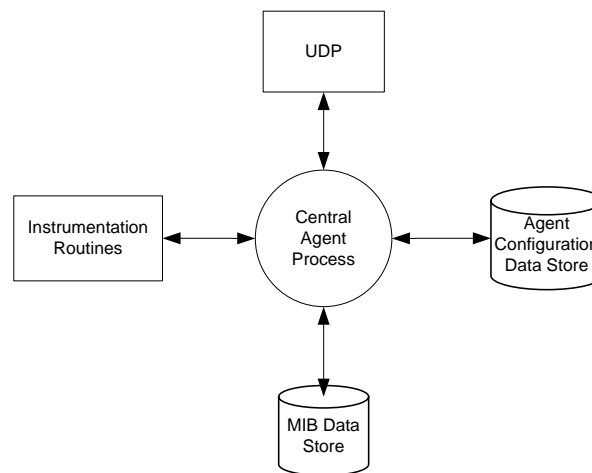 UDP
Instrumentation
Routines
Central
Agent
Process
Agent
Configuration
Data Store
MIB Data
Store